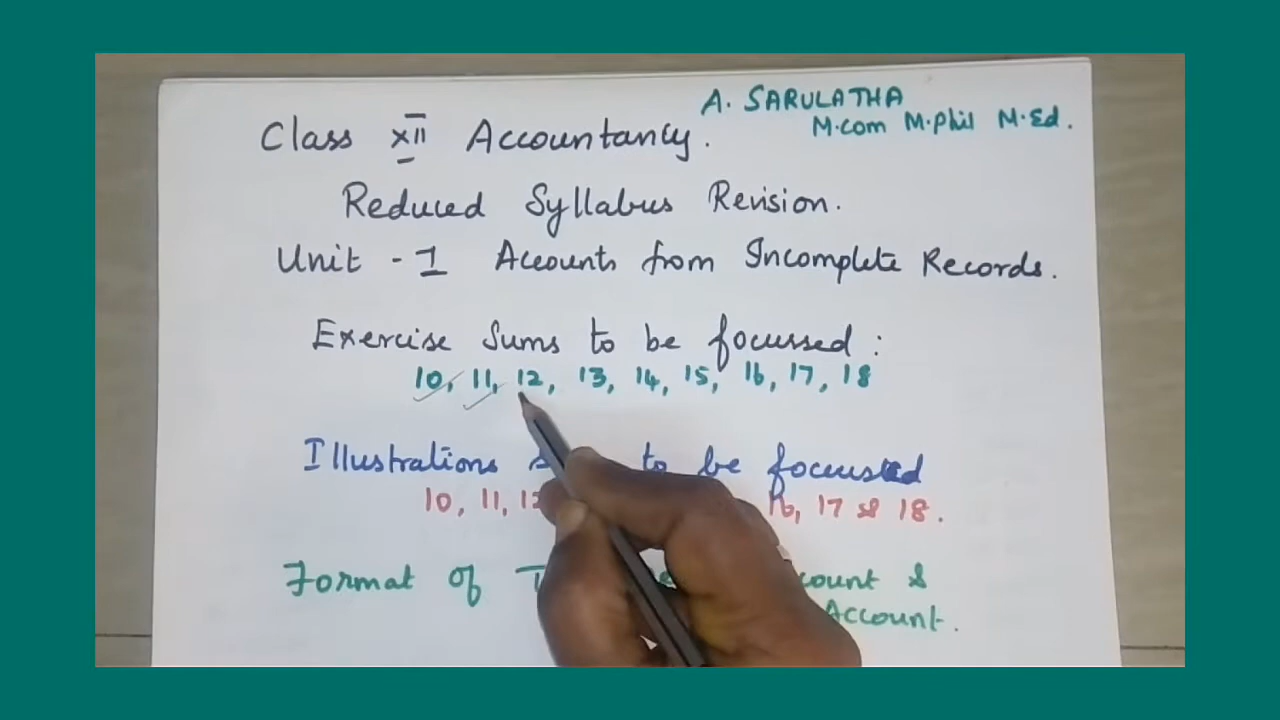 A. SARULATHA
M.com M.Phil M.Ed.
Class XII Accountancy.
Reduced Syllabus Revision.
Unit - 1 Accounts from Incomplete Records.
Exercise Sums to be focussed :
10, 11, 12, 13, 14, 15, 16, 17, 18
Illustrations to be focussed
10, 11, 16, 17 & 18.
Format of &
Account.